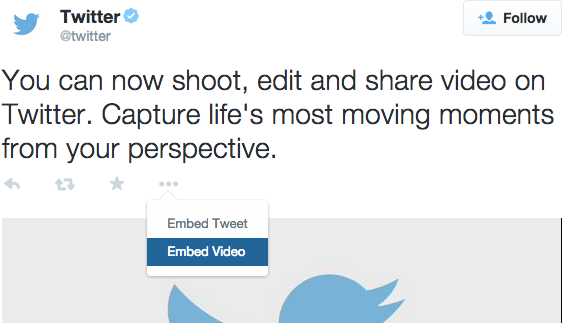 Twitter
@twitter
Follow
You can now shoot, edit and share video on
Twitter. Capture life's most moving moments
from your perspective.
Embed Tweet
Embed Video